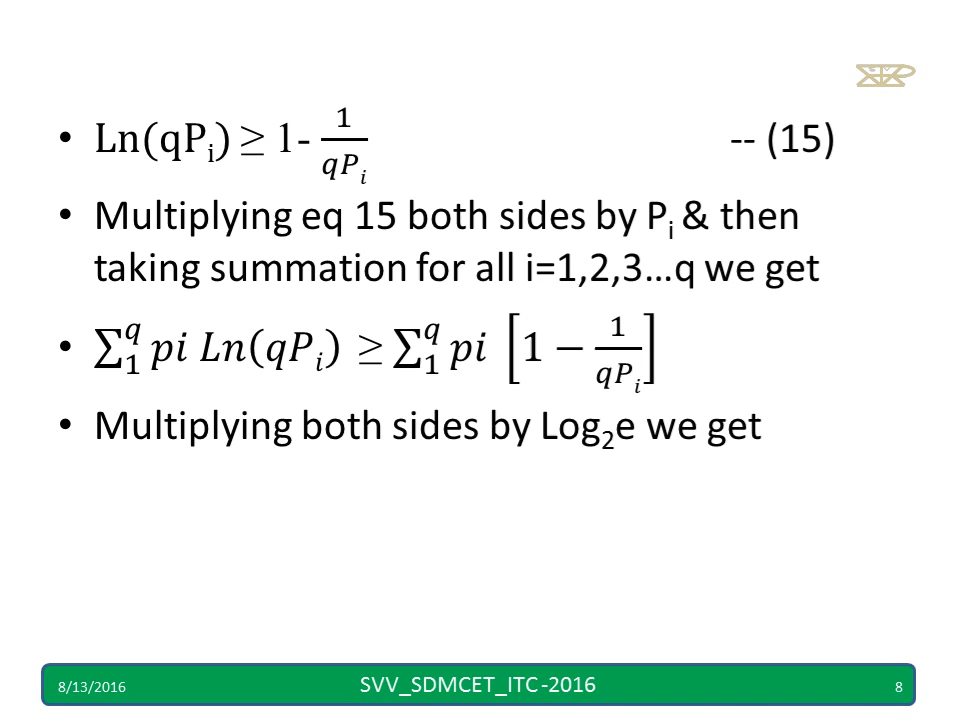 • Ln(qPᵢ) ≥ 1- 1/(qPᵢ) -- (15)
• Multiplying eq 15 both sides by Pᵢ & then
taking summation for all i=1,2,3…q we get
• ∑₁^q pi Ln(qPᵢ) ≥ ∑₁^q pi [1 − 1/(qPᵢ)]
• Multiplying both sides by Log₂e we get
8/13/2016 SVV_SDMCET_ITC -2016 8